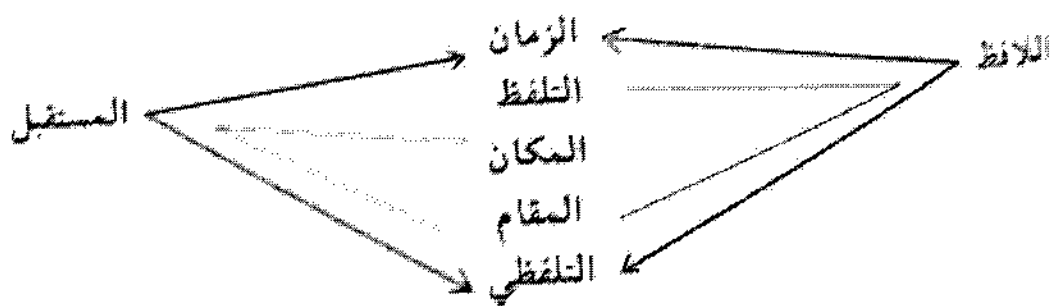 الزمان
اللافظ
التلفظ
المستقبل
المكان
المقام
التلفظي